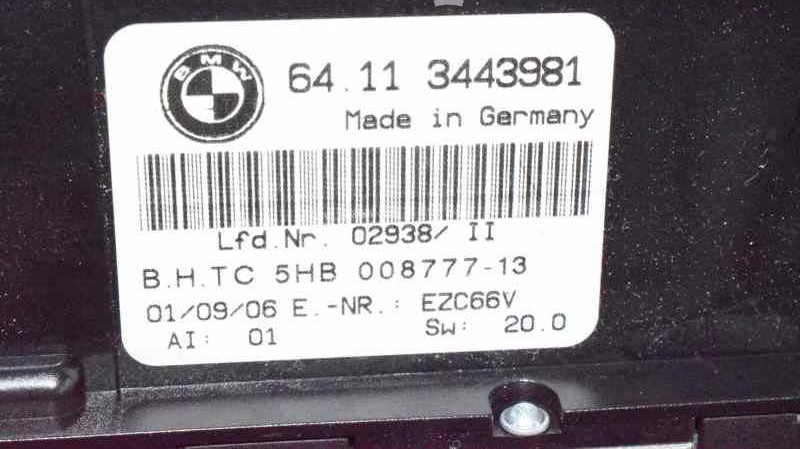 BMW
64.11 3443981
Made in Germany
Lfd.Nr. 02938/ II
B.H.TC 5HB 008777-13
01/09/06 E.-NR.: EZC66V
AI: 01 SW: 20.0